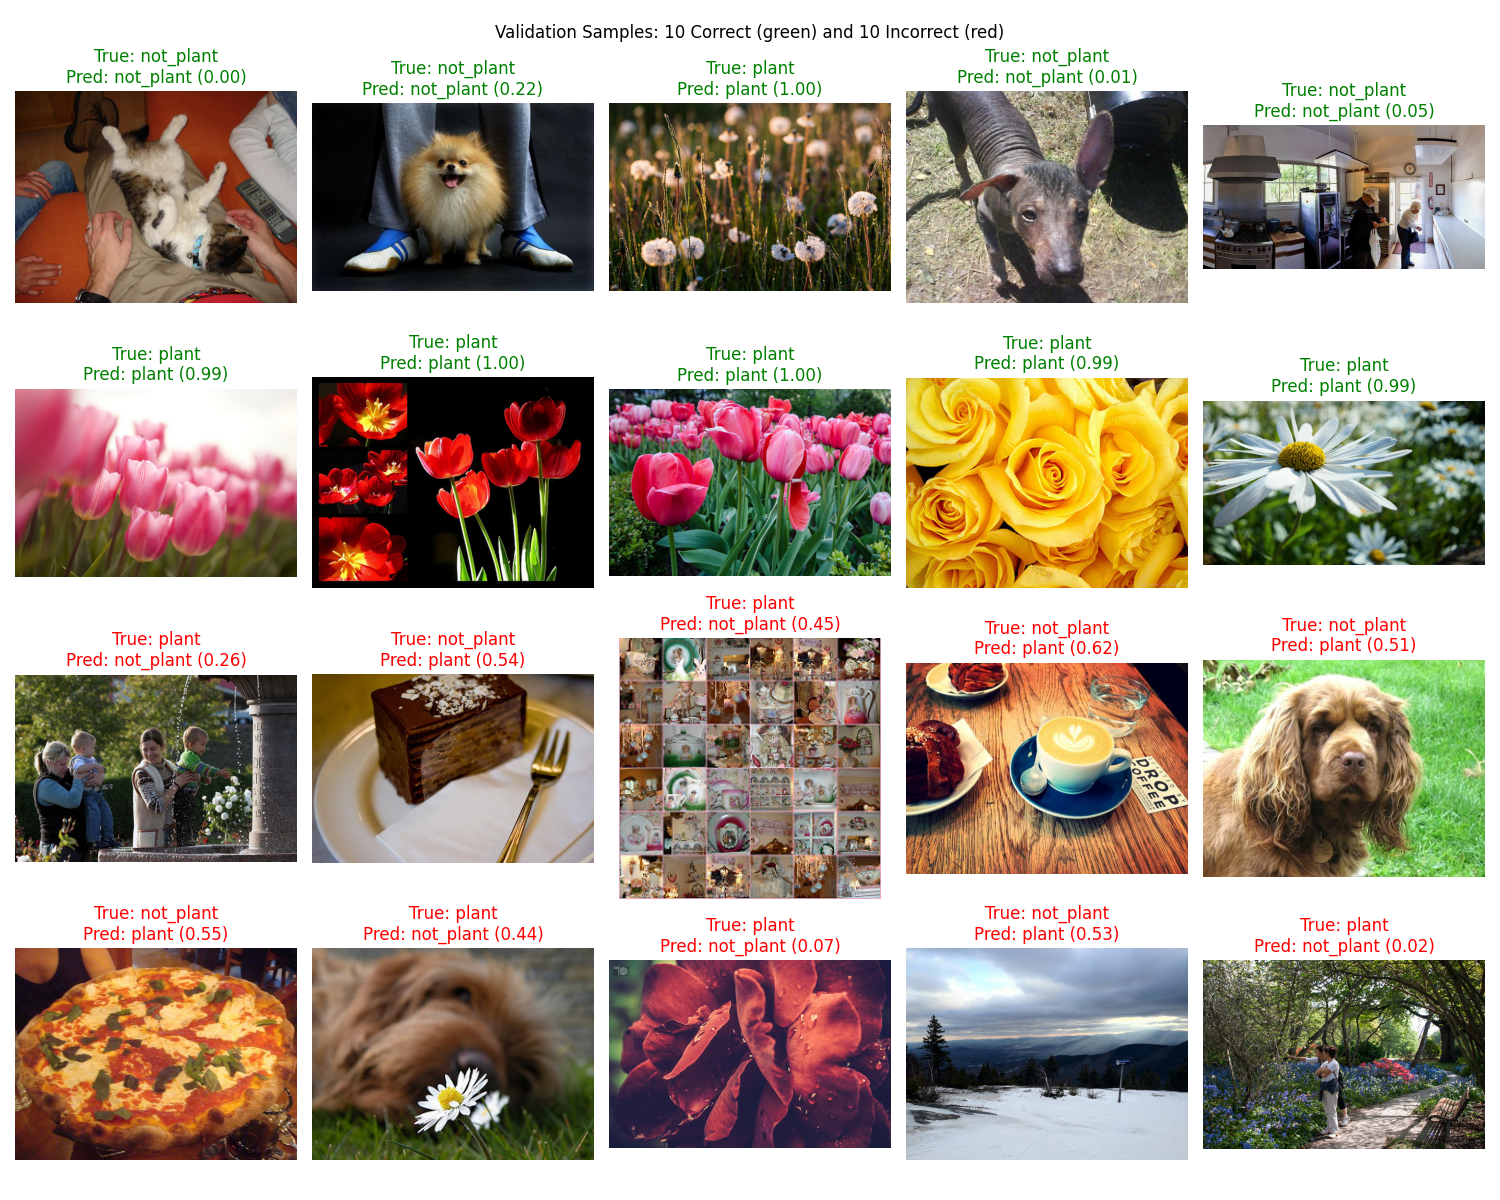 Validation Samples: 10 Correct (green) and 10 Incorrect (red)
True: not_plant
Pred: not_plant (0.00)
True: not_plant
Pred: not_plant (0.22)
True: plant
Pred: plant (1.00)
True: not_plant
Pred: not_plant (0.01)
True: not_plant
Pred: not_plant (0.05)
True: plant
Pred: plant (0.99)
True: plant
Pred: plant (1.00)
True: plant
Pred: plant (1.00)
True: plant
Pred: plant (0.99)
True: plant
Pred: plant (0.99)
True: plant
Pred: not_plant (0.26)
True: not_plant
Pred: plant (0.54)
True: plant
Pred: not_plant (0.45)
True: not_plant
Pred: plant (0.62)
DROP
COFFEE
True: not_plant
Pred: plant (0.51)
True: not_plant
Pred: plant (0.55)
True: plant
Pred: not_plant (0.44)
True: plant
Pred: not_plant (0.07)
True: not_plant
Pred: plant (0.53)
True: plant
Pred: not_plant (0.02)